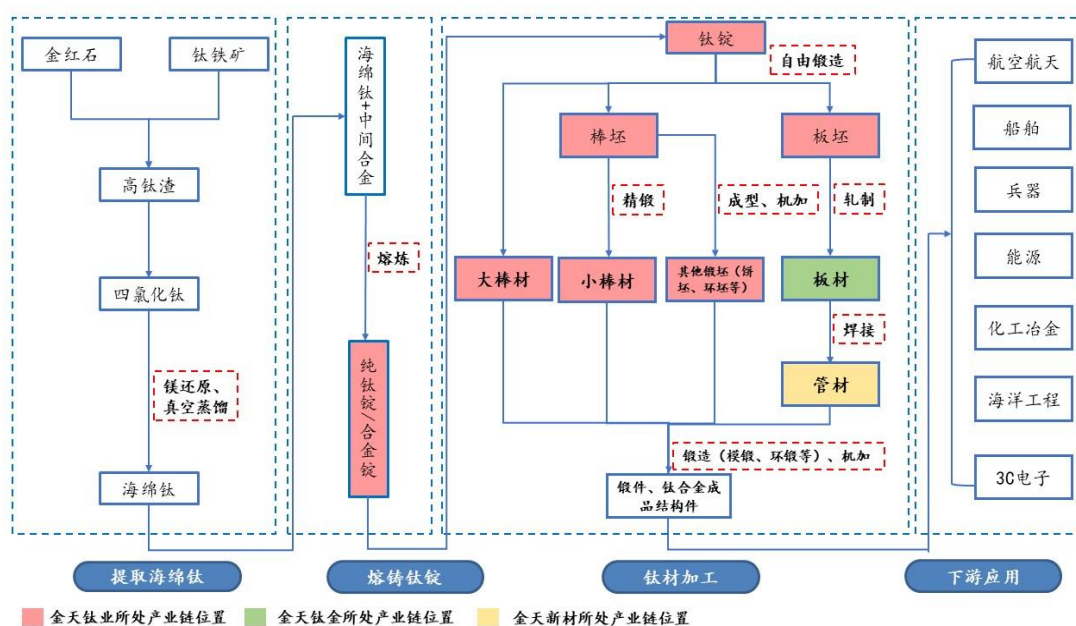 金红石
钛铁矿
高钛渣
四氯化钛
镁还原、
真空蒸馏
海绵钛
提取海绵钛
海绵钛+中间合金
熔炼
纯钛锭/合金锭
熔铸钛锭
钛锭
自由锻造
棒坯
板坯
精锻
成型、机加
轧制
大棒材
小棒材
其他锻坯（饼
坯、环坯等）
板材
焊接
管材
锻造（模锻、环锻等）、机加
锻件、钛合金成
品结构件
钛材加工
航空航天
船舶
兵器
能源
化工冶金
海洋工程
3C电子
下游应用
金天钛业所处产业链位置
金天钛金所处产业链位置
金天新材所处产业链位置